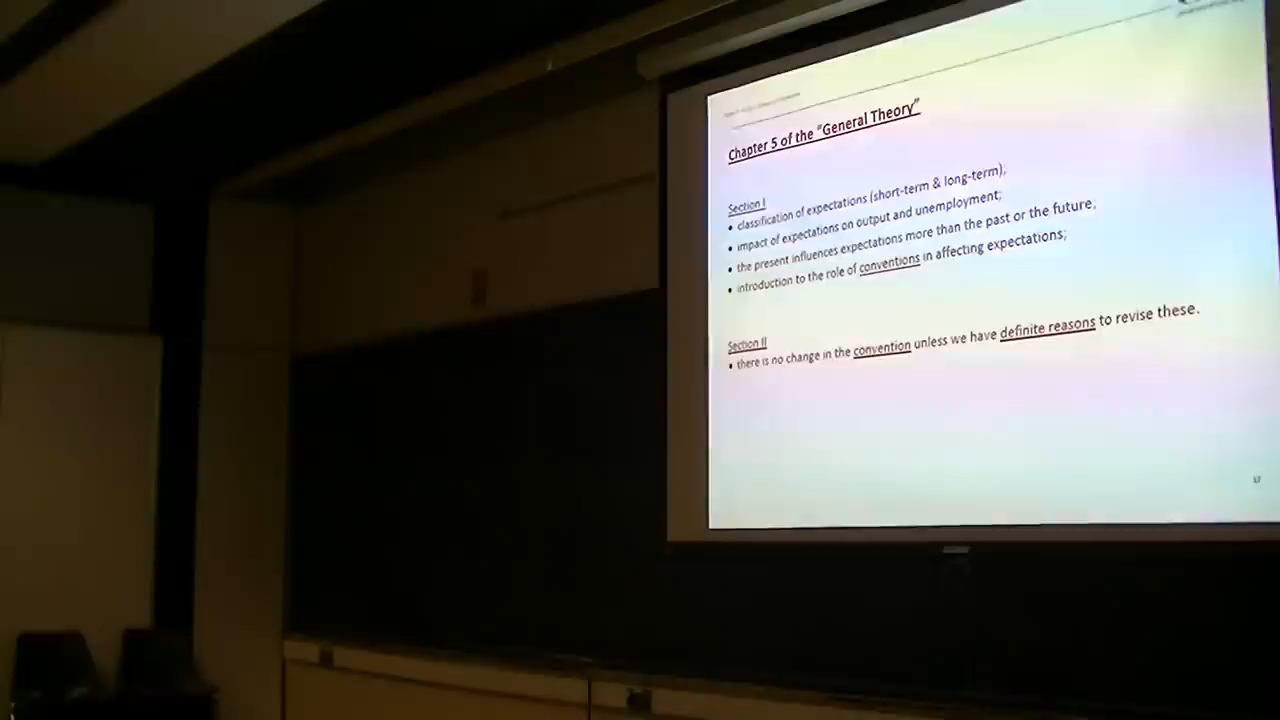 Chapter 5 of the "General Theory"
Section I
• classification of expectations (short-term & long-term);
• impact of expectations on output and unemployment;
• the present influences expectations more than the past or the future;
• introduction to the role of conventions in affecting expectations;
Section II
• there is no change in the convention unless we have definite reasons to revise these.